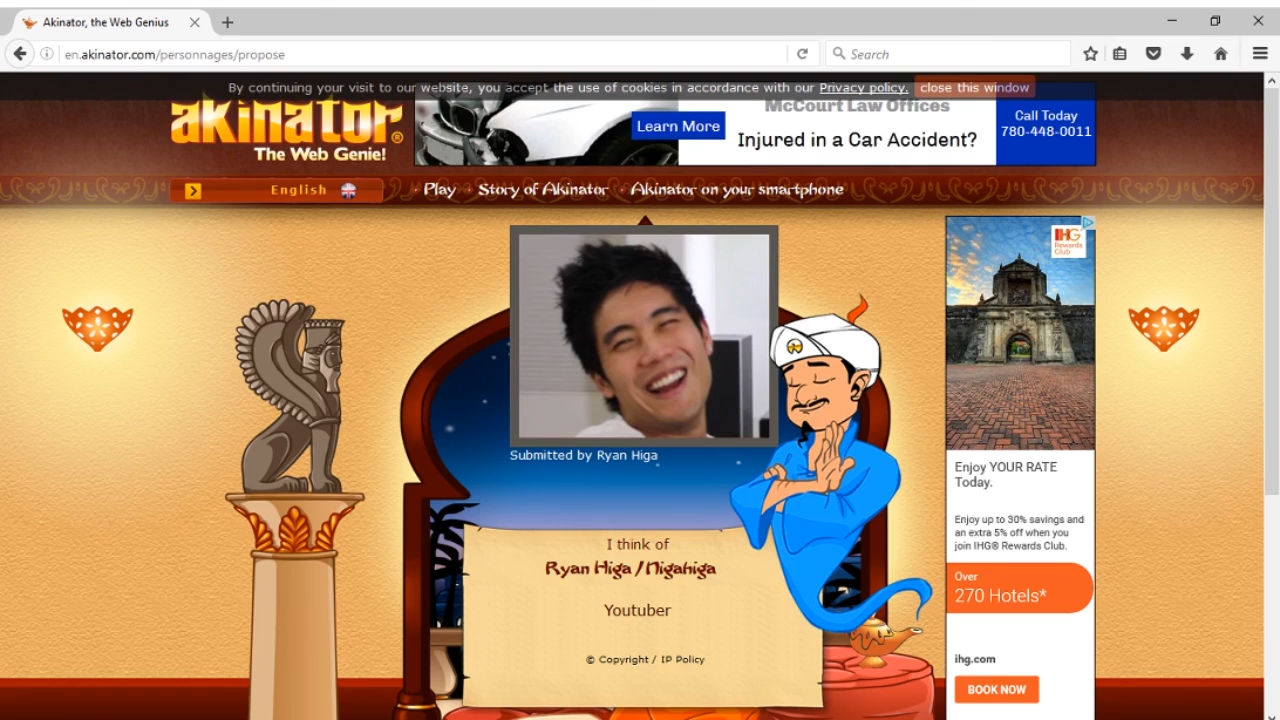 Akinator, the Web Genius
en.akinator.com/personnages/propose
Search
By continuing your visit to our website, you accept the use of cookies in accordance with our Privacy policy. close this window
akinator®
The Web Genie!
Learn More
McCourt Law Offices
Injured in a Car Accident?
Call Today
780-448-0011
English
Play
Story of Akinator
Akinator on your smartphone
IHG
Rewards
Club
Submitted by Ryan Higa
I think of
Ryan Higa / Nigahiga
Youtuber
© Copyright / IP Policy
Enjoy YOUR RATE
Today.
Enjoy up to 30% savings and
an extra 5% off when you
join IHG® Rewards Club.
Over
270 Hotels*
ihg.com
BOOK NOW